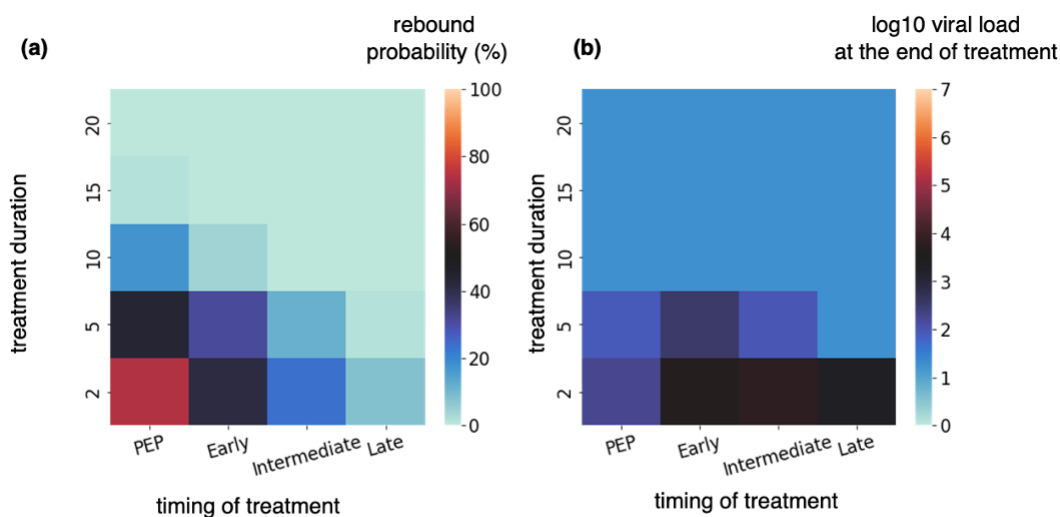 (a)
rebound
probability (%)
100
80
60
40
20
0
treatment duration
20
15
10
5
2
PEP
Early
Intermediate
Late
timing of treatment
(b)
log10 viral load
at the end of treatment
7
6
5
4
3
2
1
0
treatment duration
20
15
10
5
2
PEP
Early
Intermediate
Late
timing of treatment